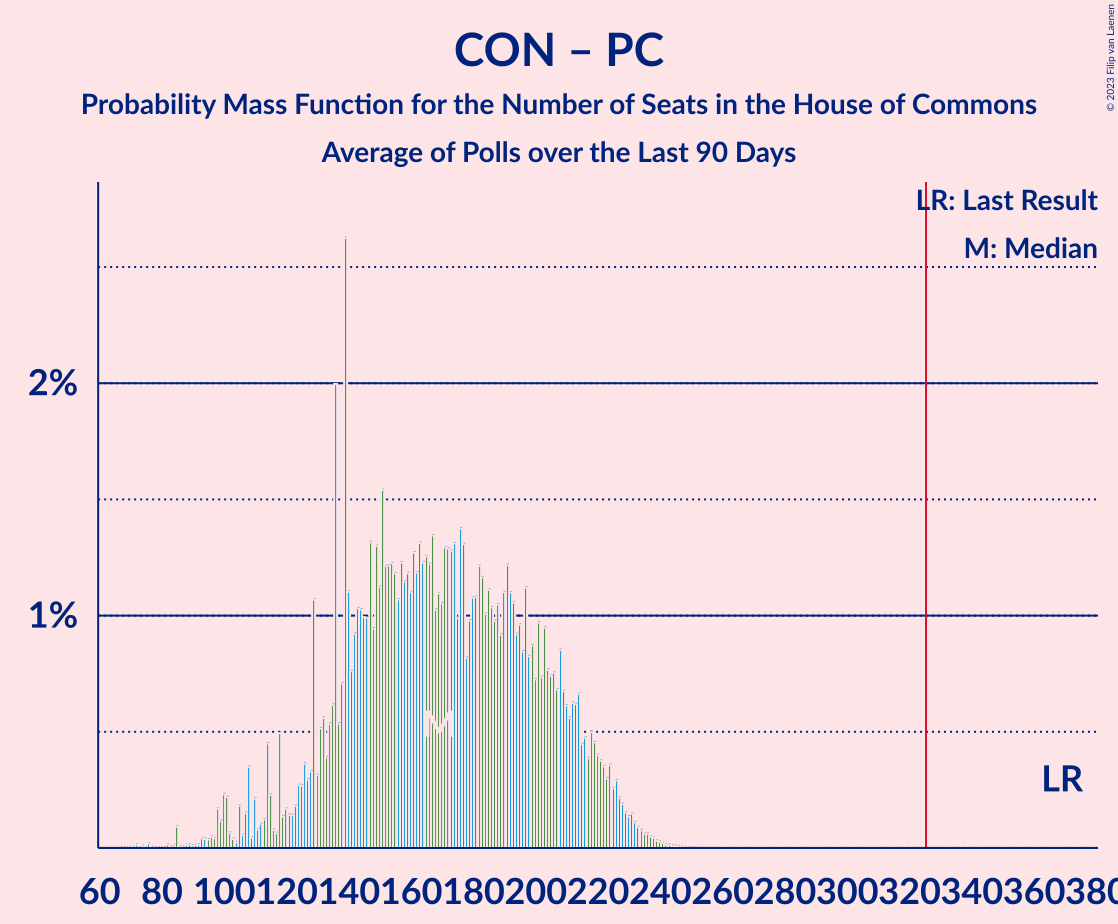 © 2023 Filip van Laenen
CON – PC
Probability Mass Function for the Number of Seats in the House of Commons
Average of Polls over the Last 90 Days
LR: Last Result
M: Median
2%
1%
M
LR
60 80 100 120 140 160 180 200 220 240 260 280 300 320 340 360 380